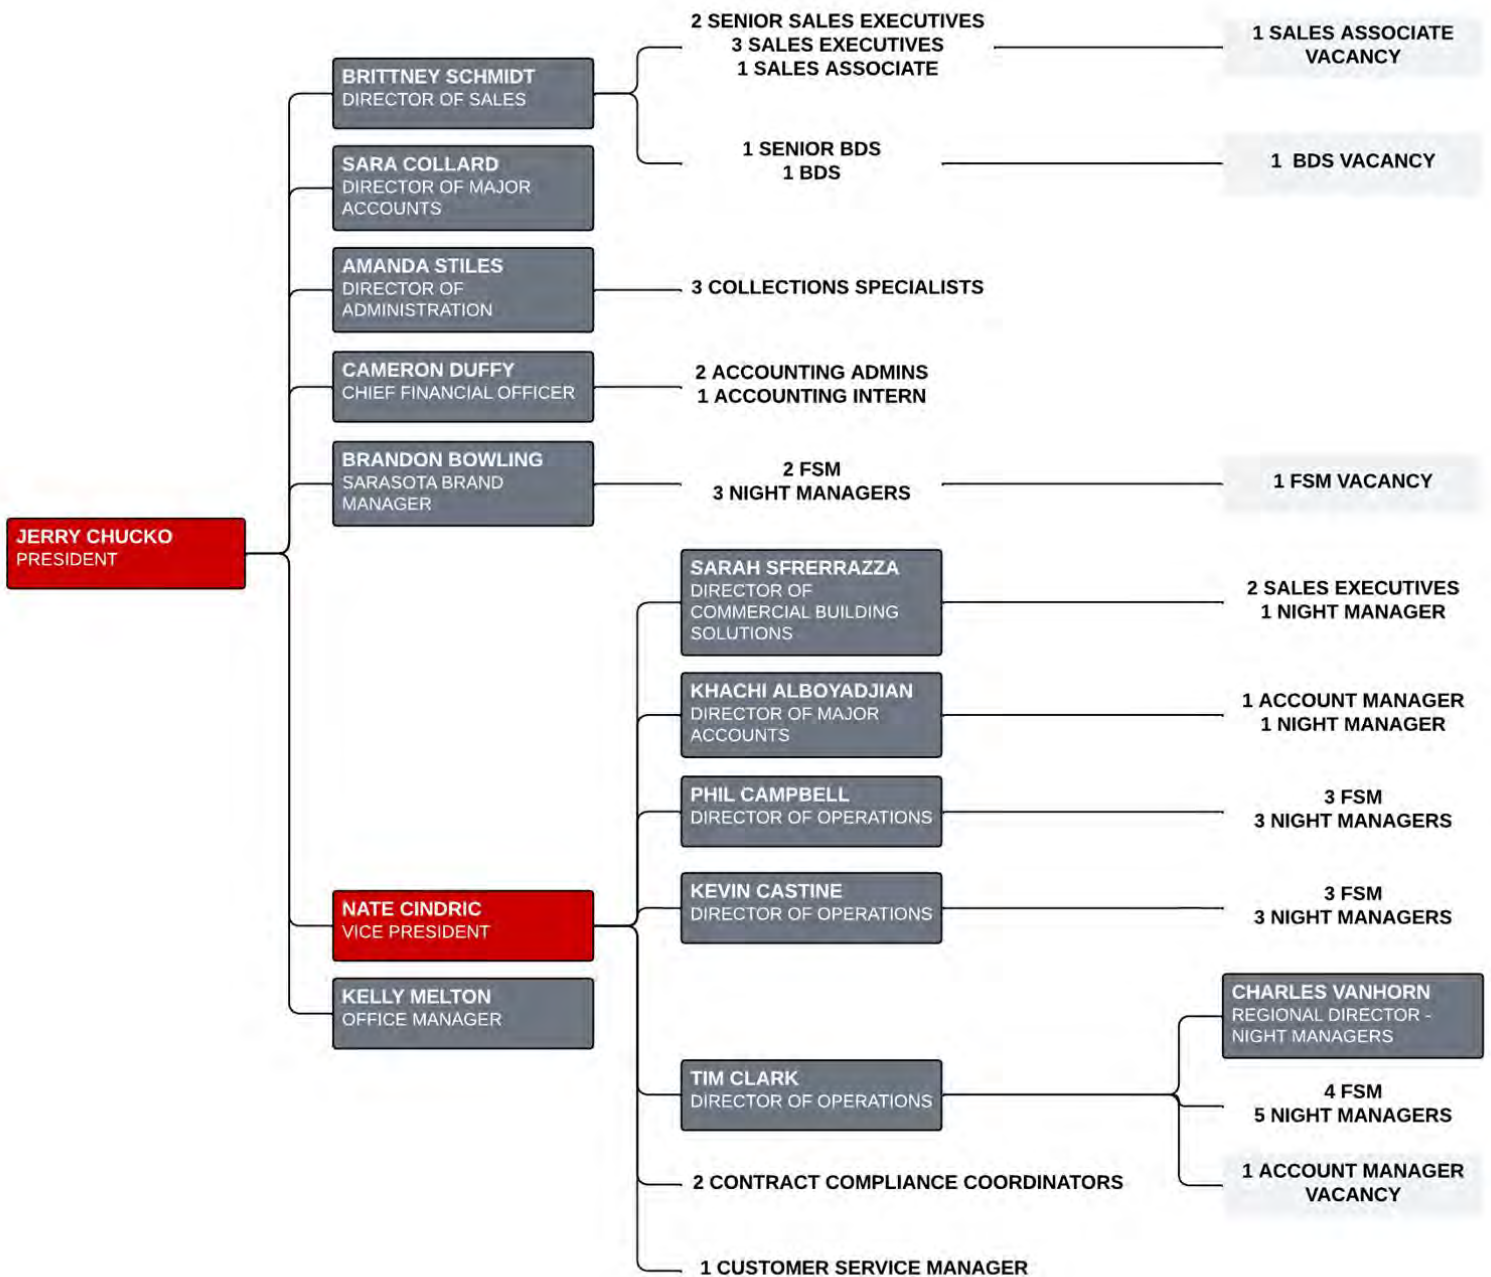 2 SENIOR SALES EXECUTIVES
3 SALES EXECUTIVES
1 SALES ASSOCIATE
1 SALES ASSOCIATE
VACANCY
BRITTNEY SCHMIDT
DIRECTOR OF SALES
1 SENIOR BDS
1 BDS
1 BDS VACANCY
SARA COLLARD
DIRECTOR OF MAJOR
ACCOUNTS
AMANDA STILES
DIRECTOR OF
ADMINISTRATION
3 COLLECTIONS SPECIALISTS
CAMERON DUFFY
CHIEF FINANCIAL OFFICER
2 ACCOUNTING ADMINS
1 ACCOUNTING INTERN
BRANDON BOWLING
SARASOTA BRAND
MANAGER
2 FSM
3 NIGHT MANAGERS
1 FSM VACANCY
JERRY CHUCKO
PRESIDENT
SARAH SFRERRAZZA
DIRECTOR OF
COMMERCIAL BUILDING
SOLUTIONS
2 SALES EXECUTIVES
1 NIGHT MANAGER
KHACHI ALBOYADJIAN
DIRECTOR OF MAJOR
ACCOUNTS
1 ACCOUNT MANAGER
1 NIGHT MANAGER
PHIL CAMPBELL
DIRECTOR OF OPERATIONS
3 FSM
3 NIGHT MANAGERS
NATE CINDRIC
VICE PRESIDENT
KEVIN CASTINE
DIRECTOR OF OPERATIONS
3 FSM
3 NIGHT MANAGERS
KELLY MELTON
OFFICE MANAGER
CHARLES VANHORN
REGIONAL DIRECTOR -
NIGHT MANAGERS
TIM CLARK
DIRECTOR OF OPERATIONS
4 FSM
5 NIGHT MANAGERS
1 ACCOUNT MANAGER
VACANCY
2 CONTRACT COMPLIANCE COORDINATORS
1 CUSTOMER SERVICE MANAGER